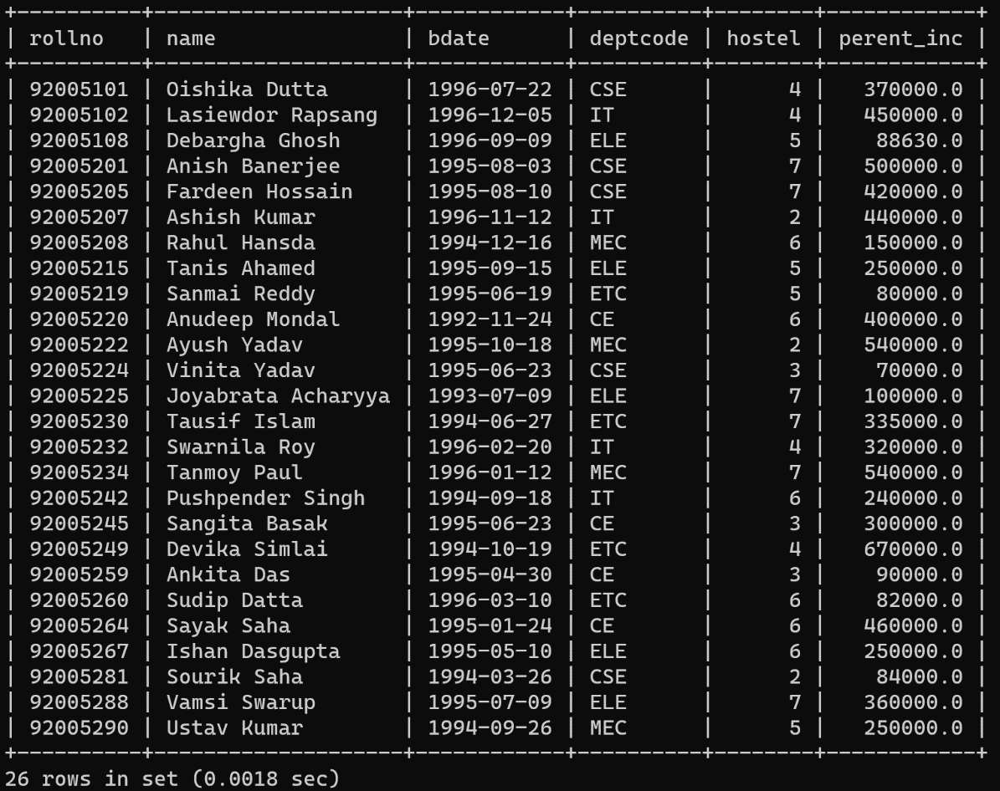 +----------+---------------------+------------+----------+--------+------------+
| rollno   | name                | bdate      | deptcode | hostel | perent_inc |
+----------+---------------------+------------+----------+--------+------------+
| 92005101 | Oishika Dutta       | 1996-07-22 | CSE      |      4 |   370000.0 |
| 92005102 | Lasiewdor Rapsang   | 1996-12-05 | IT       |      4 |   450000.0 |
| 92005108 | Debargha Ghosh      | 1996-09-09 | ELE      |      5 |    88630.0 |
| 92005201 | Anish Banerjee      | 1995-08-03 | CSE      |      7 |   500000.0 |
| 92005205 | Fardeen Hossain     | 1995-08-10 | CSE      |      7 |   420000.0 |
| 92005207 | Ashish Kumar        | 1996-11-12 | IT       |      2 |   440000.0 |
| 92005208 | Rahul Hansda        | 1994-12-16 | MEC      |      6 |   150000.0 |
| 92005215 | Tanis Ahamed        | 1995-09-15 | ELE      |      5 |   250000.0 |
| 92005219 | Sanmai Reddy        | 1995-06-19 | ETC      |      5 |    80000.0 |
| 92005220 | Anudeep Mondal      | 1992-11-24 | CE       |      6 |   400000.0 |
| 92005222 | Ayush Yadav         | 1995-10-18 | MEC      |      2 |   540000.0 |
| 92005224 | Vinita Yadav        | 1995-06-23 | CSE      |      3 |    70000.0 |
| 92005225 | Joyabrata Acharyya  | 1993-07-09 | ELE      |      7 |   100000.0 |
| 92005230 | Tausif Islam        | 1994-06-27 | ETC      |      7 |   335000.0 |
| 92005232 | Swarnila Roy        | 1996-02-20 | IT       |      4 |   320000.0 |
| 92005234 | Tanmoy Paul         | 1996-01-12 | MEC      |      7 |   540000.0 |
| 92005242 | Pushpender Singh    | 1994-09-18 | IT       |      6 |   240000.0 |
| 92005245 | Sangita Basak       | 1995-06-23 | CE       |      3 |   300000.0 |
| 92005249 | Devika Simlai       | 1994-10-19 | ETC      |      4 |   670000.0 |
| 92005259 | Ankita Das          | 1995-04-30 | CE       |      3 |    90000.0 |
| 92005260 | Sudip Datta         | 1996-03-10 | ETC      |      6 |    82000.0 |
| 92005264 | Sayak Saha          | 1995-01-24 | CE       |      6 |   460000.0 |
| 92005267 | Ishan Dasgupta      | 1995-05-10 | ELE      |      6 |   250000.0 |
| 92005281 | Sourik Saha         | 1994-03-26 | CSE      |      2 |    84000.0 |
| 92005288 | Vamsi Swarup        | 1995-07-09 | ELE      |      7 |   360000.0 |
| 92005290 | Ustav Kumar         | 1994-09-26 | MEC      |      5 |   250000.0 |
+----------+---------------------+------------+----------+--------+------------+
26 rows in set (0.0018 sec)